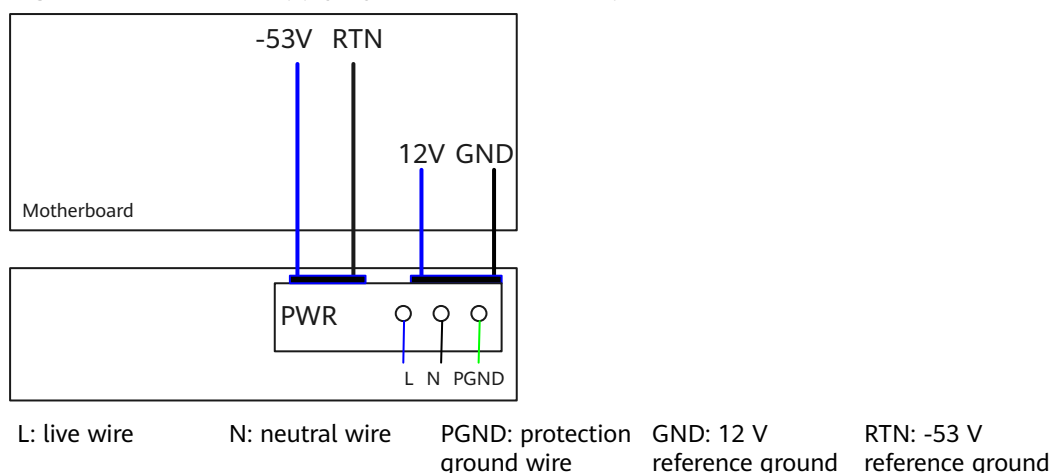 -53V RTN
12V GND
Motherboard
PWR
L N PGND
L: live wire N: neutral wire PGND: protection ground wire GND: 12 V reference ground RTN: -53 V reference ground